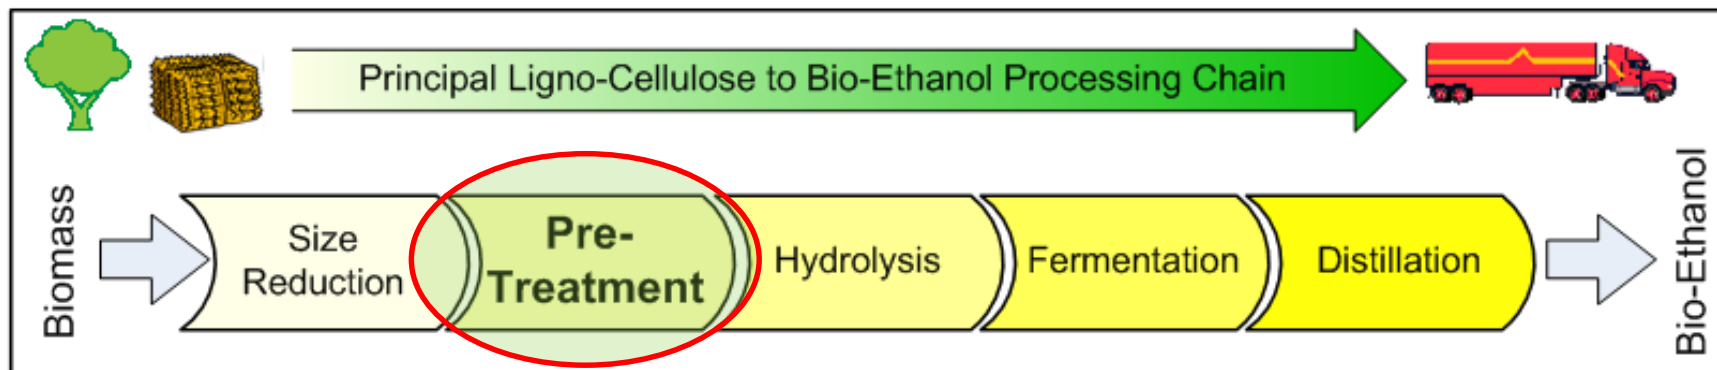 Principal Ligno-Cellulose to Bio-Ethanol Processing Chain
Biomass
Size
Reduction
Pre-
Treatment
Hydrolysis
Fermentation
Distillation
Bio-Ethanol